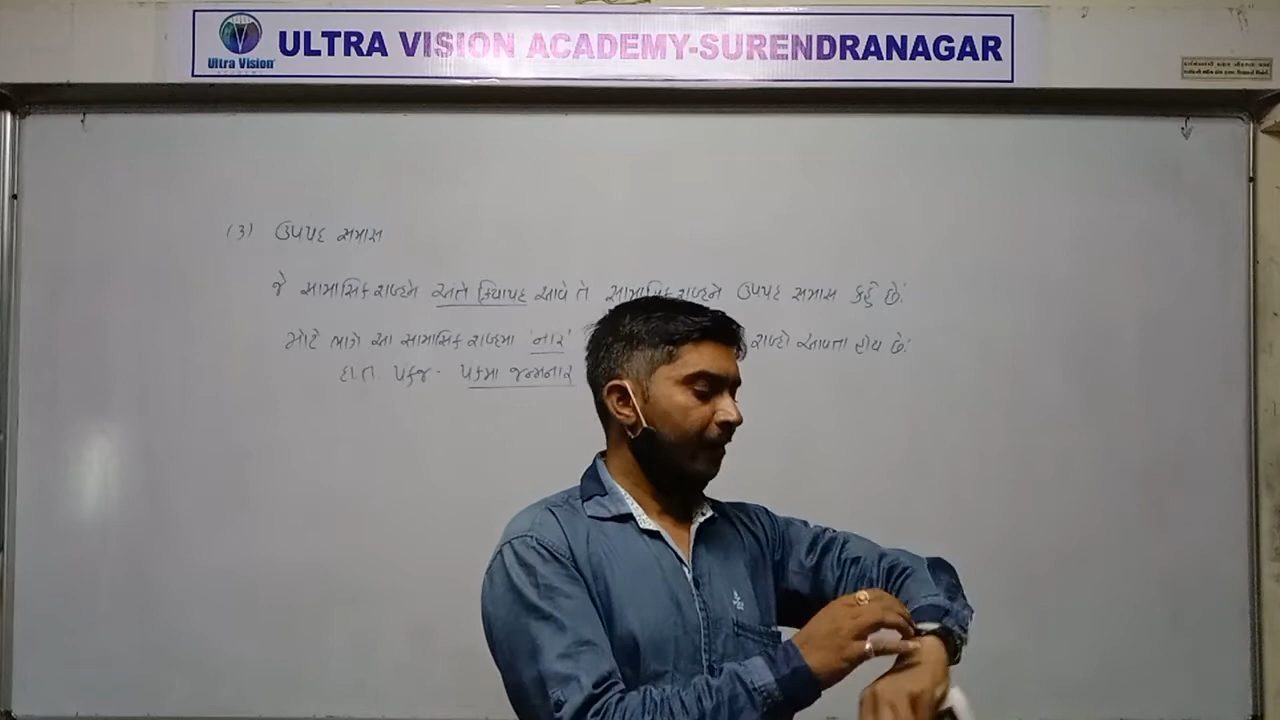 ULTRA VISION ACADEMY-SURENDRANAGAR
Ultra Vision
(૩) ઉપપદ સમાસ
જે સામાસિક શબ્દને અંતે ક્રિયાપદ આવે તે સામાસિક શબ્દને ઉપપદ સમાસ કહે છે.
મોટે ભાગે આ સામાસિક શબ્દમાં 'નાર' શબ્દો આવતા હોય છે.
દા.ત. પંકજ - પંકમાં જન્મનાર